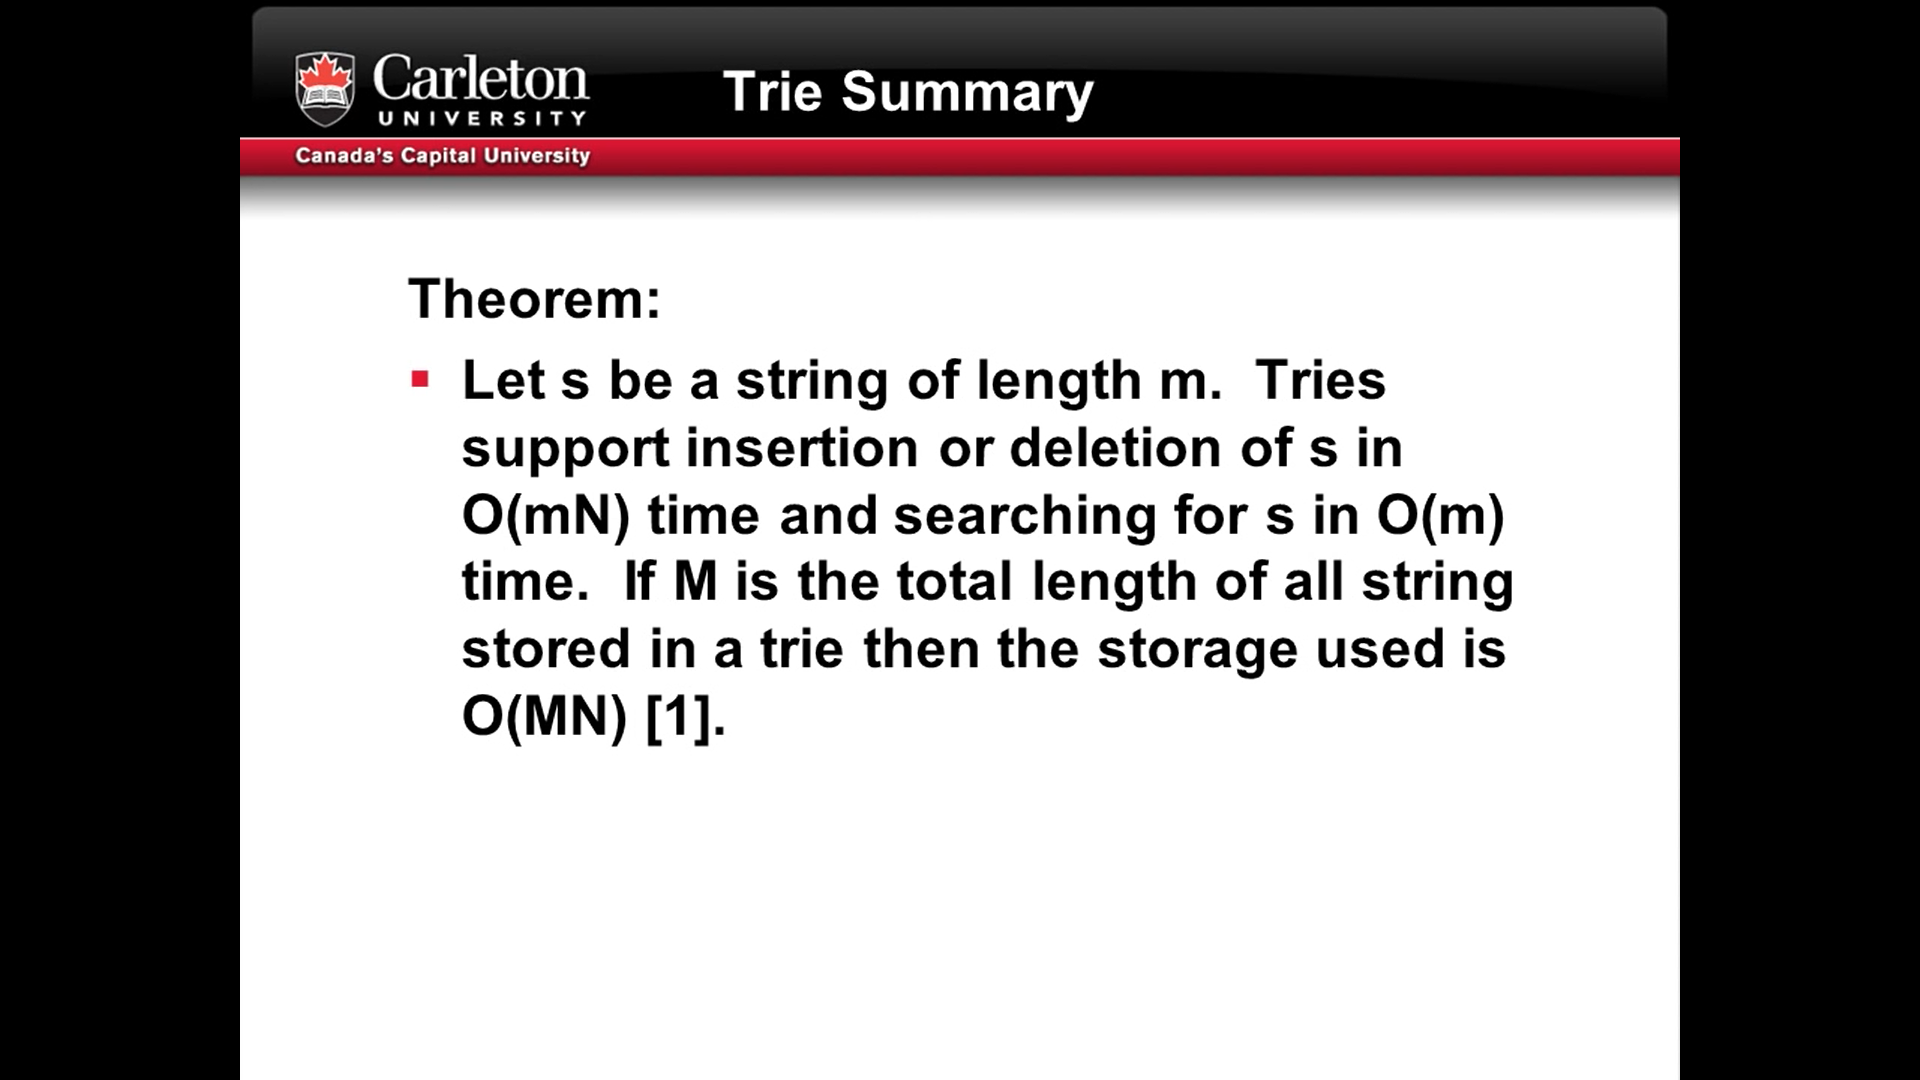 Carleton
UNIVERSITY
Trie Summary
Canada's Capital University
Theorem:
▪ Let s be a string of length m. Tries
support insertion or deletion of s in
O(mN) time and searching for s in O(m)
time. If M is the total length of all string
stored in a trie then the storage used is
O(MN) [1].